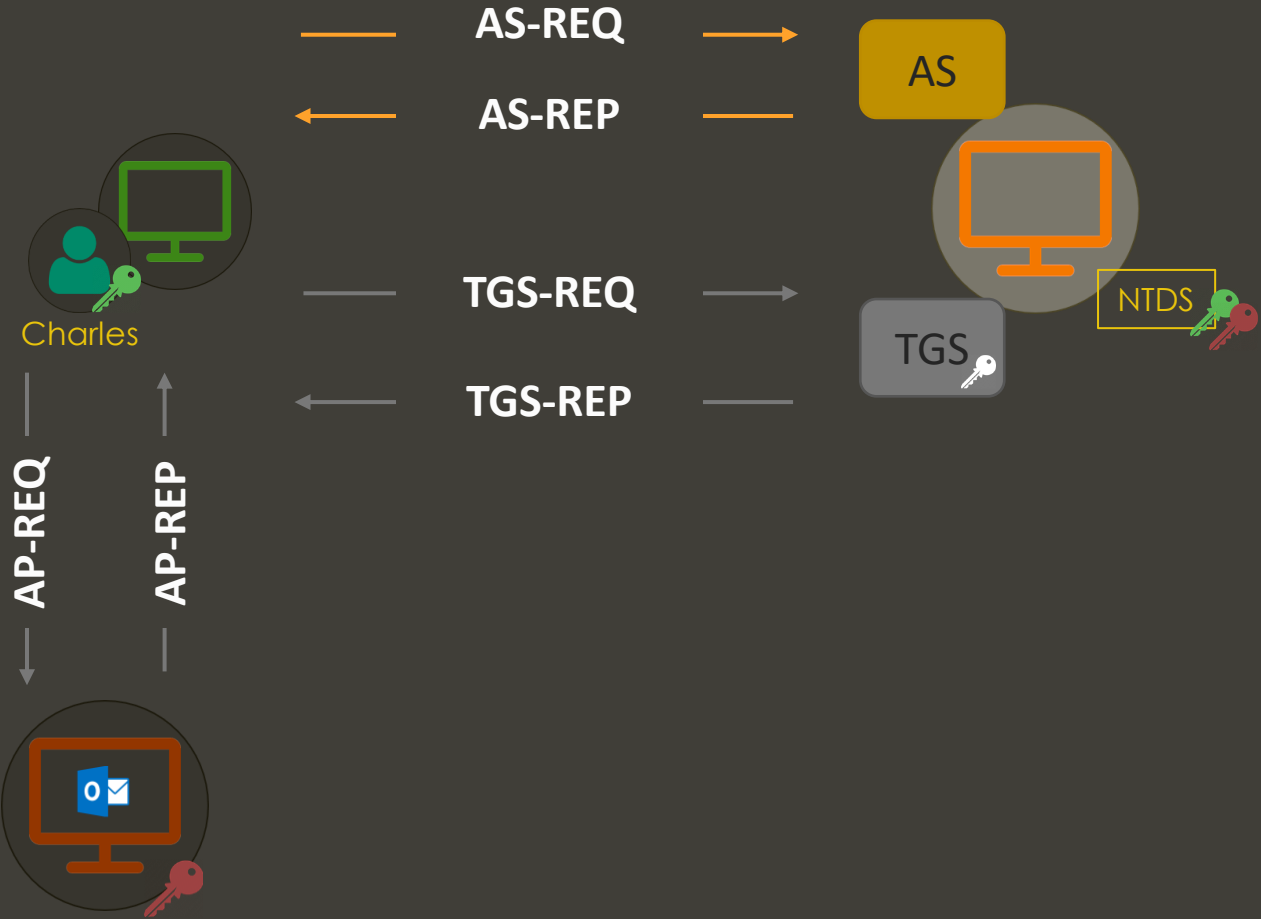 AS-REQ
AS
AS-REP
TGS-REQ
NTDS
Charles
TGS
TGS-REP
AP-REQ
AP-REP
O